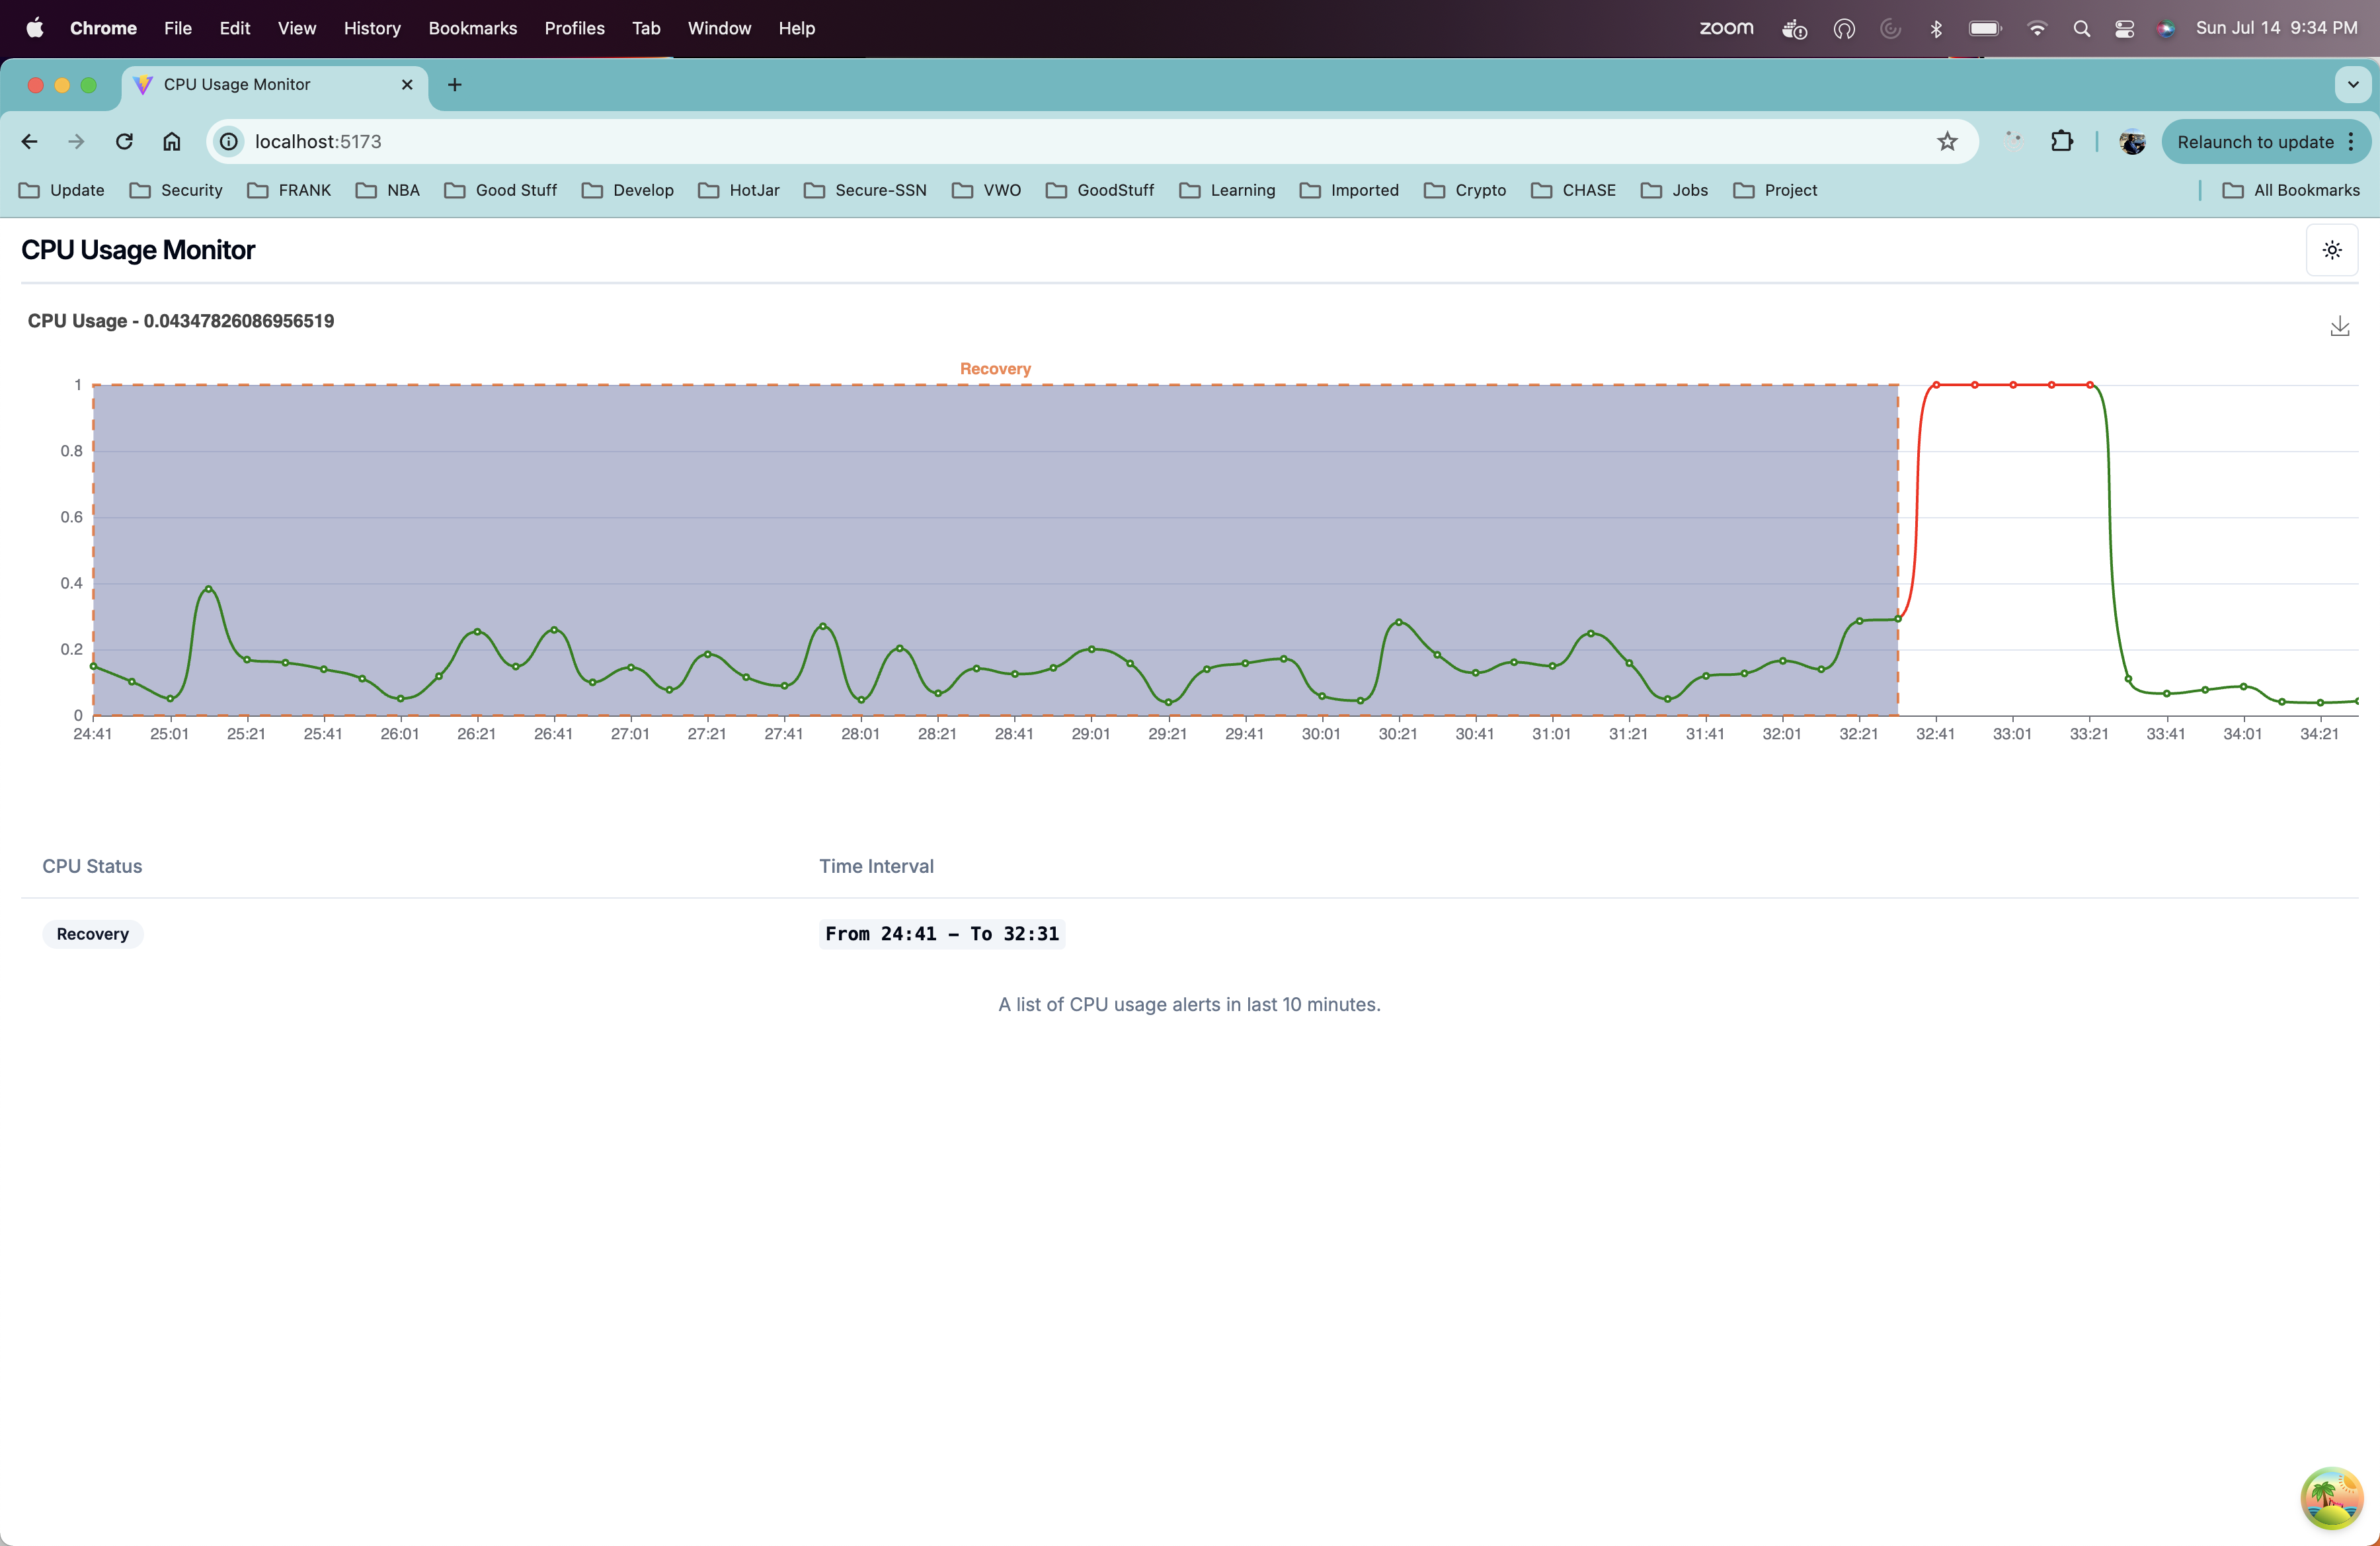 Chrome File Edit View History Bookmarks Profiles Tab Window Help zoom Sun Jul 14 9:34 PM
CPU Usage Monitor
localhost:5173 Relaunch to update
Update Security FRANK NBA Good Stuff Develop HotJar Secure-SSN VWO GoodStuff Learning Imported Crypto CHASE Jobs Project All Bookmarks
CPU Usage Monitor
CPU Usage - 0.04347826086956519
Recovery
1
0.8
0.6
0.4
0.2
0
24:41 25:01 25:21 25:41 26:01 26:21 26:41 27:01 27:21 27:41 28:01 28:21 28:41 29:01 29:21 29:41 30:01 30:21 30:41 31:01 31:21 31:41 32:01 32:21 32:41 33:01 33:21 33:41 34:01 34:21
CPU Status Time Interval
Recovery From 24:41 - To 32:31
A list of CPU usage alerts in last 10 minutes.